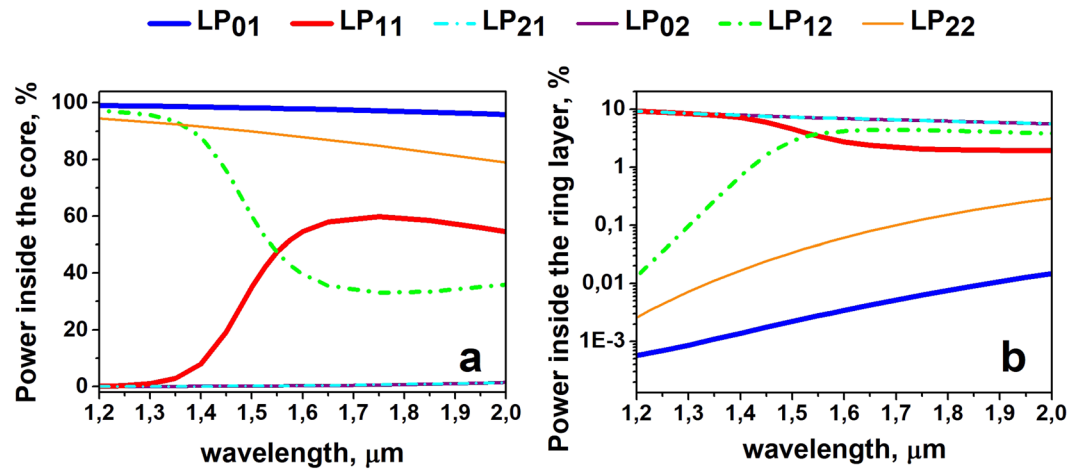 LP01 LP11 LP21 LP02 LP12 LP22
Power inside the core, %
100
80
60
40
20
0
1,2 1,3 1,4 1,5 1,6 1,7 1,8 1,9 2,0
wavelength, μm
a
Power inside the ring layer, %
10
1
0,1
0,01
1E-3
1,2 1,3 1,4 1,5 1,6 1,7 1,8 1,9 2,0
wavelength, μm
b